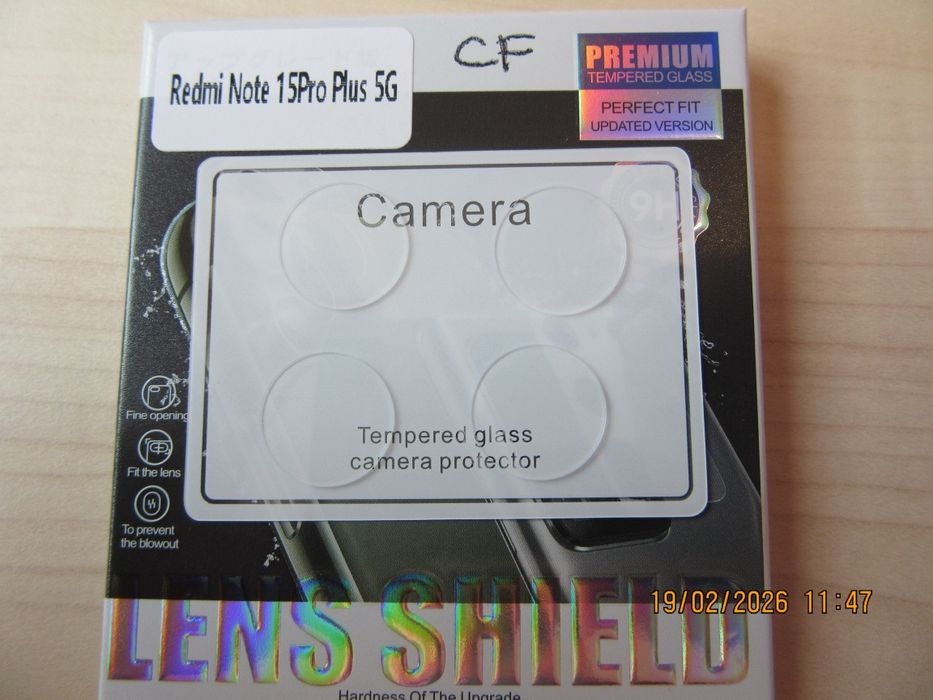 CF
Redmi Note 15Pro Plus 5G
PREMIUM
TEMPERED GLASS
PERFECT FIT
UPDATED VERSION
9H
Camera
Tempered glass
camera protector
Fine opening
Fit the lens
To prevent
the blowout
LENS SHIELD
19/02/2026 11:47
Hardness Of The Upgrade